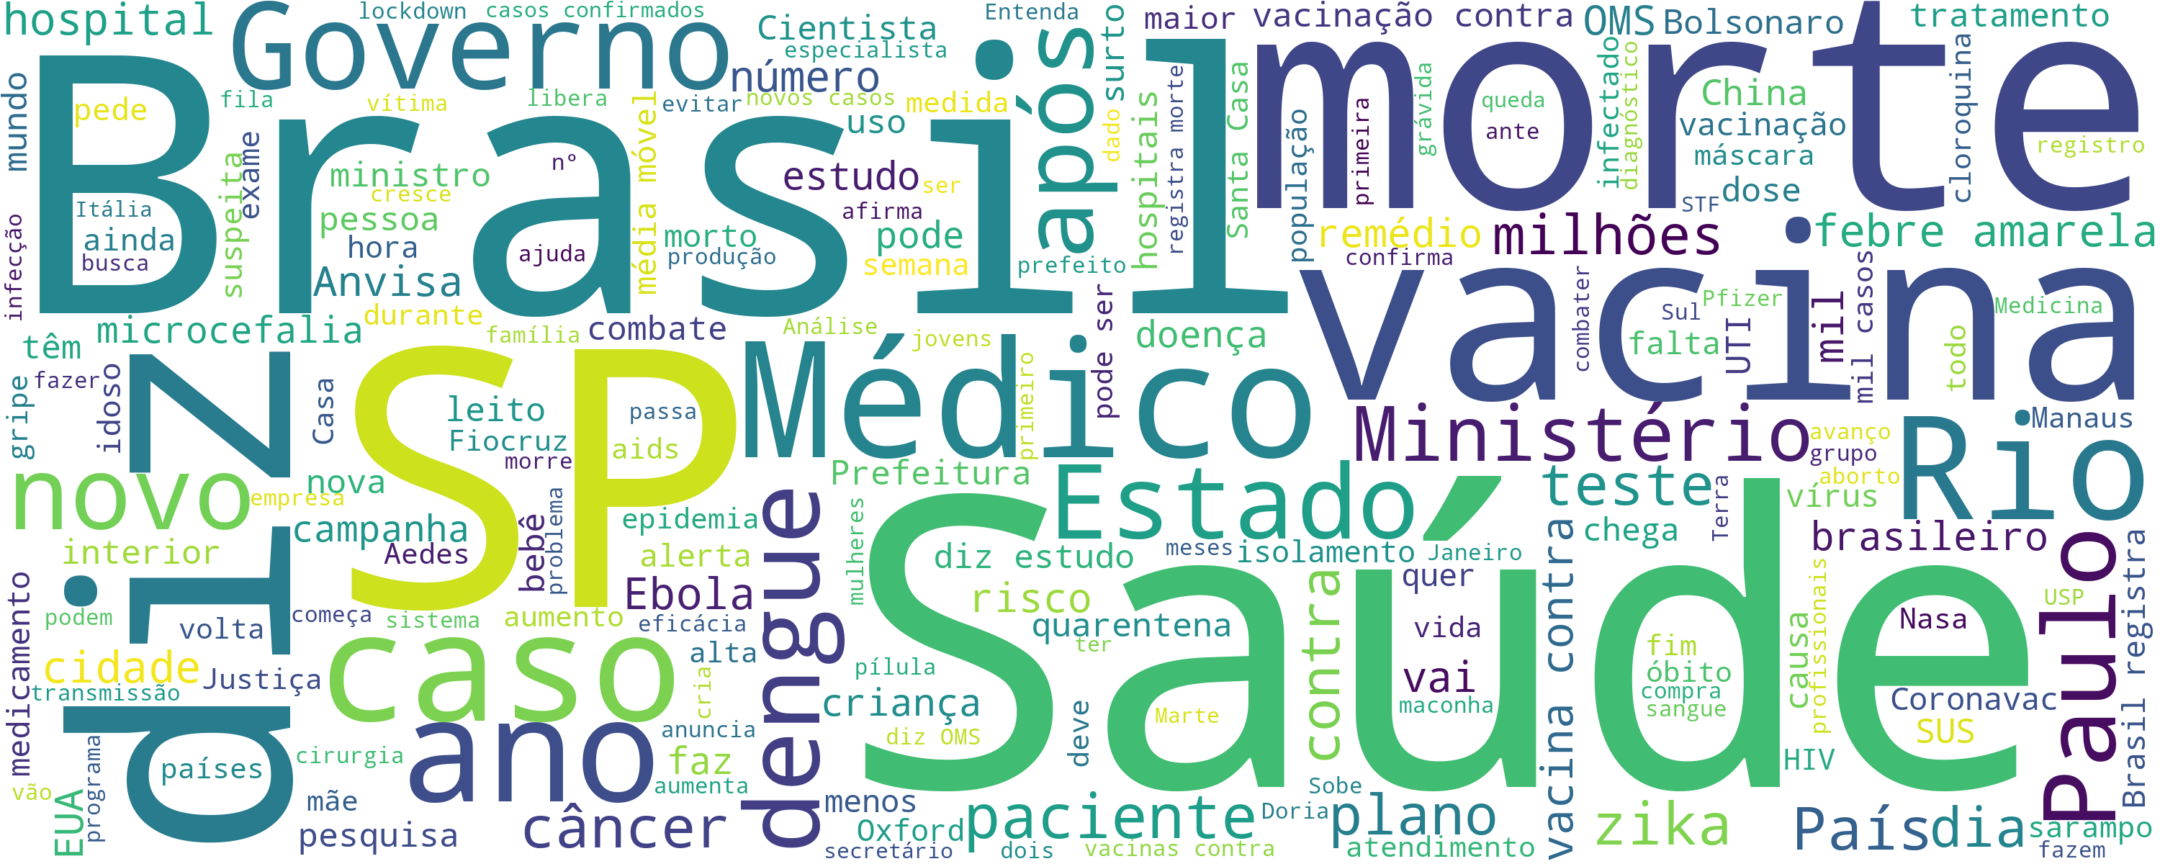 hospital
Governo
lockdown
casos confirmados
Cientista
especialista
Entenda
surto
maior
vacinação contra
OMS
Bolsonaro
tratamento
mundo
Brasil
pede
fila
vítima
libera
média móvel
número
evitar
novos casos
medida
após
dado
hospitais
registra morte
Santa Casa
morte
população
primeira
grávida
queda
ante
infectado
diagnóstico
China
vacinação
máscara
dose
STF
cloroquina
registro
uso
exame
suspeita
ministro
cresce
nº
pessoa
estudo
ser
afirma
Itália
ainda
busca
hora
ajuda
morto
produção
pode
semana
prefeito
remédio
confirma
milhões
febre amarela
infecção
Anvisa
durante
microcefalia
família
combate
Análise
jovens
pode ser
doença
vacina
combater
Sul
Pfizer
falta
UTI
mil
mil casos
Medicina
todo
têm
fazer
gripe
idoso
diz
Casa
SP
leito
Fiocruz
morre
passa
aids
Médico
primeiro
Ministério
avanço
grupo
aborto
Rio
Manaus
novo
empresa
nova
campanha
Aedes
bebê
problema
epidemia
alerta
Ebola
dengue
Prefeitura
mulheres
Estado
diz estudo
meses
isolamento
Janeiro
teste
chega
Terra
vírus
brasileiro
Paulo
Brasil registra
interior
medicamento
podem
volta
começa
sistema
aumento
eficácia
risco
quarentena
ter
contra
quer
vida
vai
maconha
vacina contra
Saúde
fim
óbito
compra
sangue
causa
profissionais
Nasa
USP
cidade
transmissão
Justiça
caso
alta
cria
pílula
criança
diz OMS
deve
Marte
Coronavac
SUS
HIV
vão
EUA
programa
países
cirurgia
mãe
pesquisa
ano
câncer
anuncia
faz
aumenta
menos
Oxford
secretário
paciente
dois
vacinas contra
Doria
Sobe
plano
atendimento
zika
País
dia
sarampo
fazem